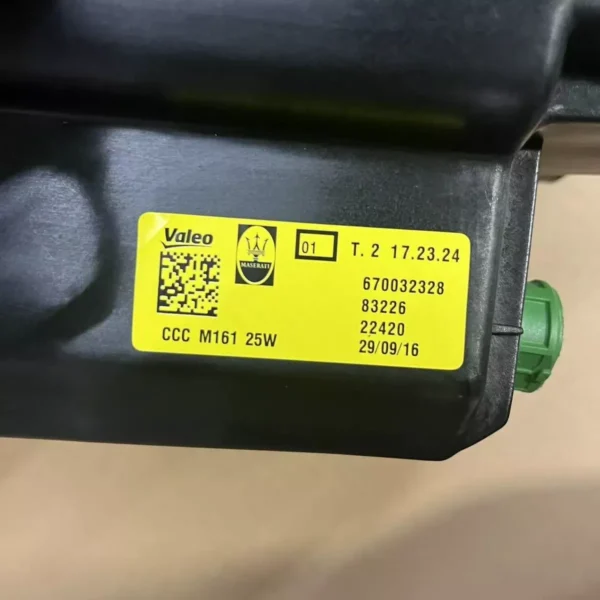 Valeo
MASERATI
01
T. 2 17.23.24
670032328
83226
22420
29/09/16
CCC M161 25W